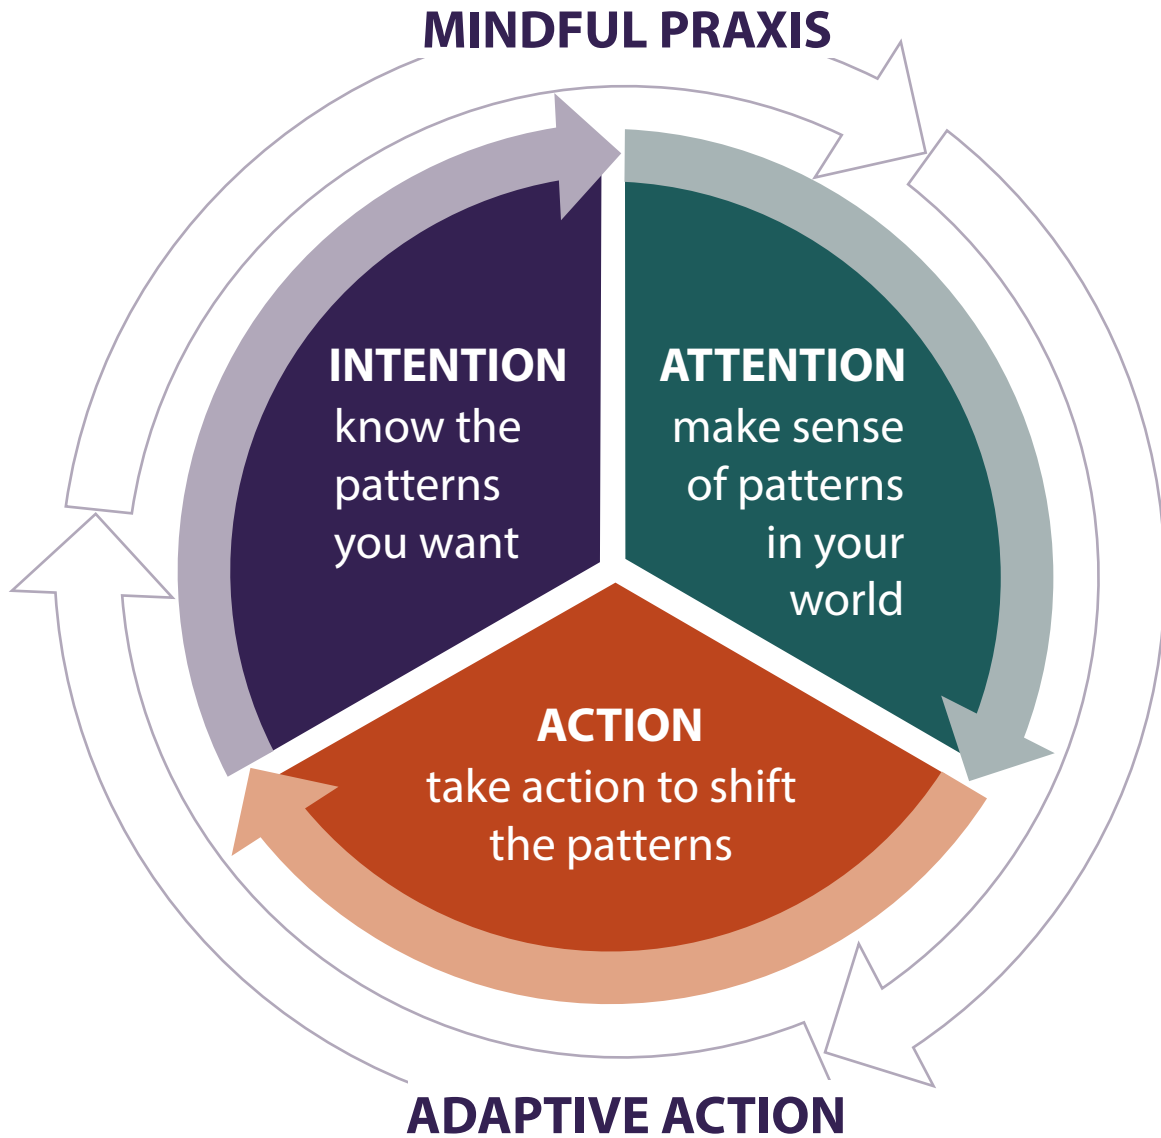 MINDFUL PRAXIS
INTENTION
know the
patterns
you want
ATTENTION
make sense
of patterns
in your
world
ACTION
take action to shift
the patterns
ADAPTIVE ACTION